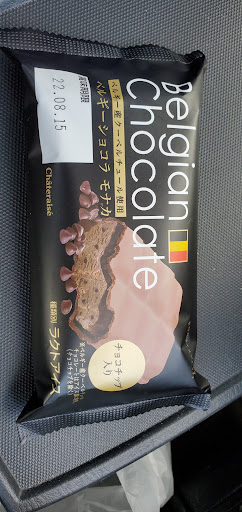 賞味期限
22.08.15
Châteraisé
Belgian
Chocolate
ベルギー産クーベルチュール使用
ベルギーショコラ モナカ
チョコチップ
入り
種類別 ラクトアイス